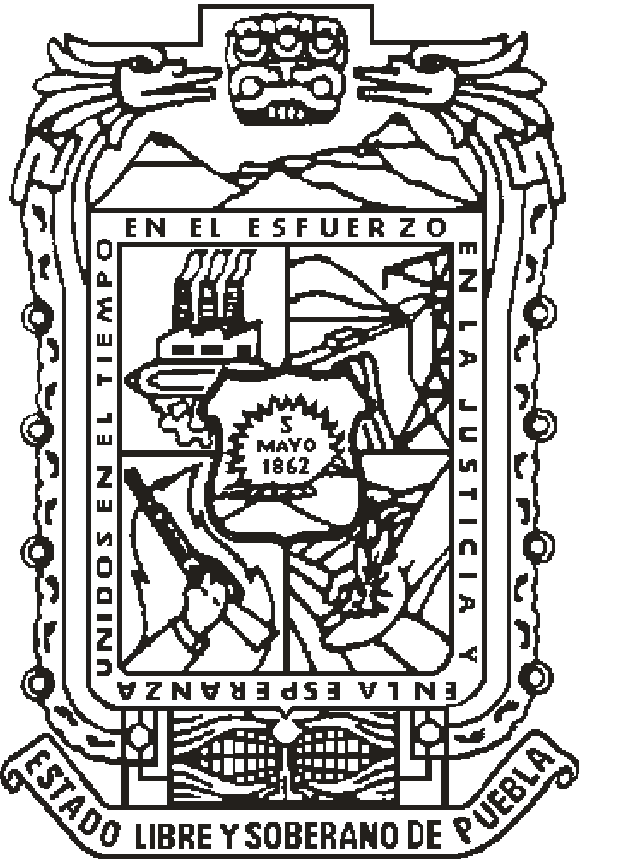 EN EL ESFUERZO
EN LA JUSTICIA Y
EN LA ESPERANZA
UNIDOS EN EL TIEMPO
5
MAYO
1862
ESTADO LIBRE Y SOBERANO DE PUEBLA